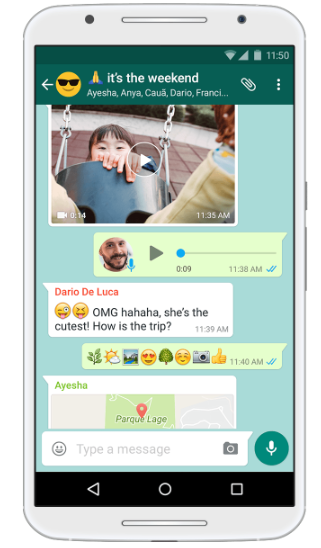 11:50
🙏 it's the weekend
Ayesha, Anya, Cauã, Dario, Franci...
0:14
11:35 AM
0:09
11:38 AM
Dario De Luca
😜😝 OMG hahaha, she's the
cutest! How is the trip?
11:39 AM
🌿⛅🏞😍🌳☺📷👍 11:40 AM
Ayesha
Parque Lage
Type a message